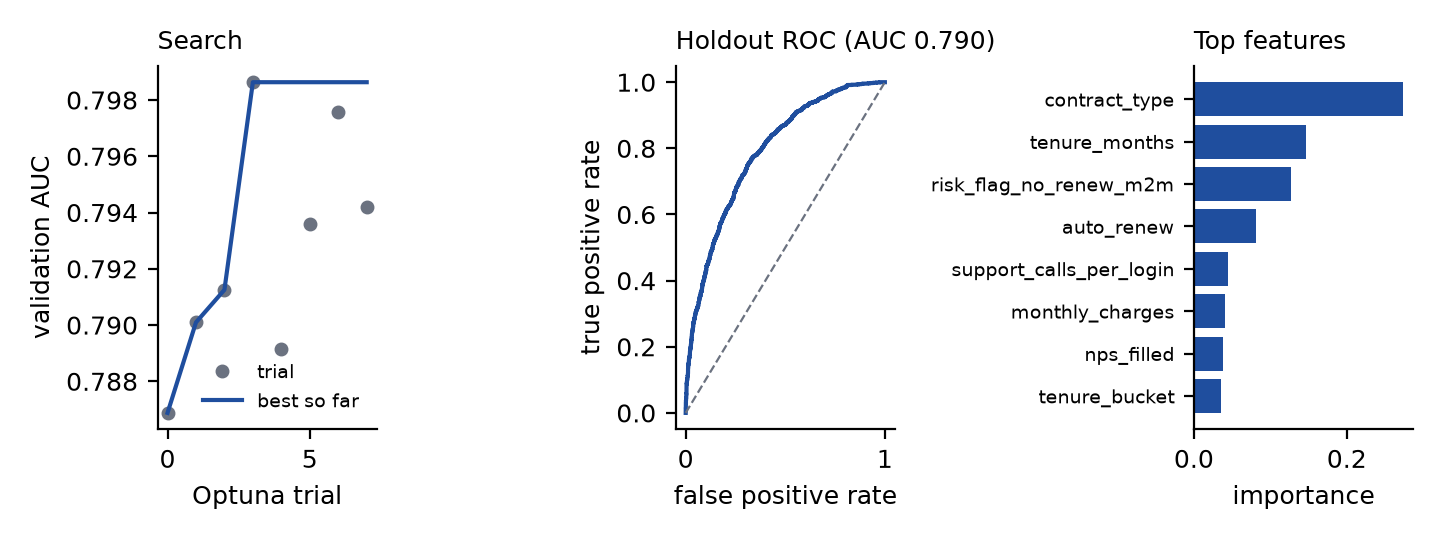 Search
validation AUC
0.798
0.796
0.794
0.792
0.790
0.788
trial
best so far
0
5
Optuna trial
Holdout ROC (AUC 0.790)
true positive rate
1.0
0.8
0.6
0.4
0.2
0.0
0
1
false positive rate
Top features
contract_type
tenure_months
risk_flag_no_renew_m2m
auto_renew
support_calls_per_login
monthly_charges
nps_filled
tenure_bucket
0.0
0.2
importance